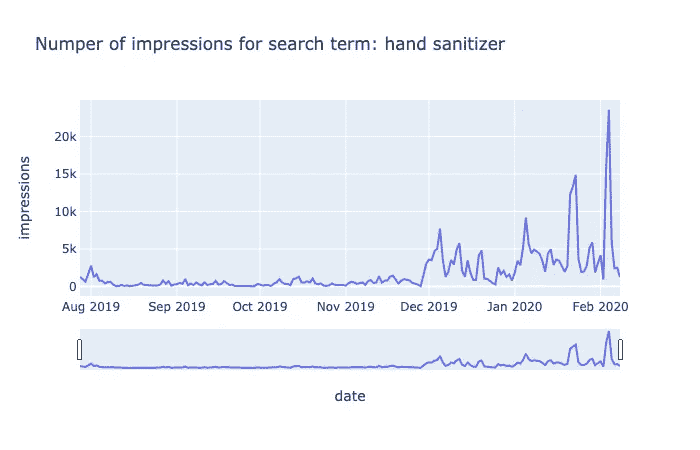 Numper of impressions for search term: hand sanitizer
impressions
20k
15k
10k
5k
0
Aug 2019 Sep 2019 Oct 2019 Nov 2019 Dec 2019 Jan 2020 Feb 2020
date